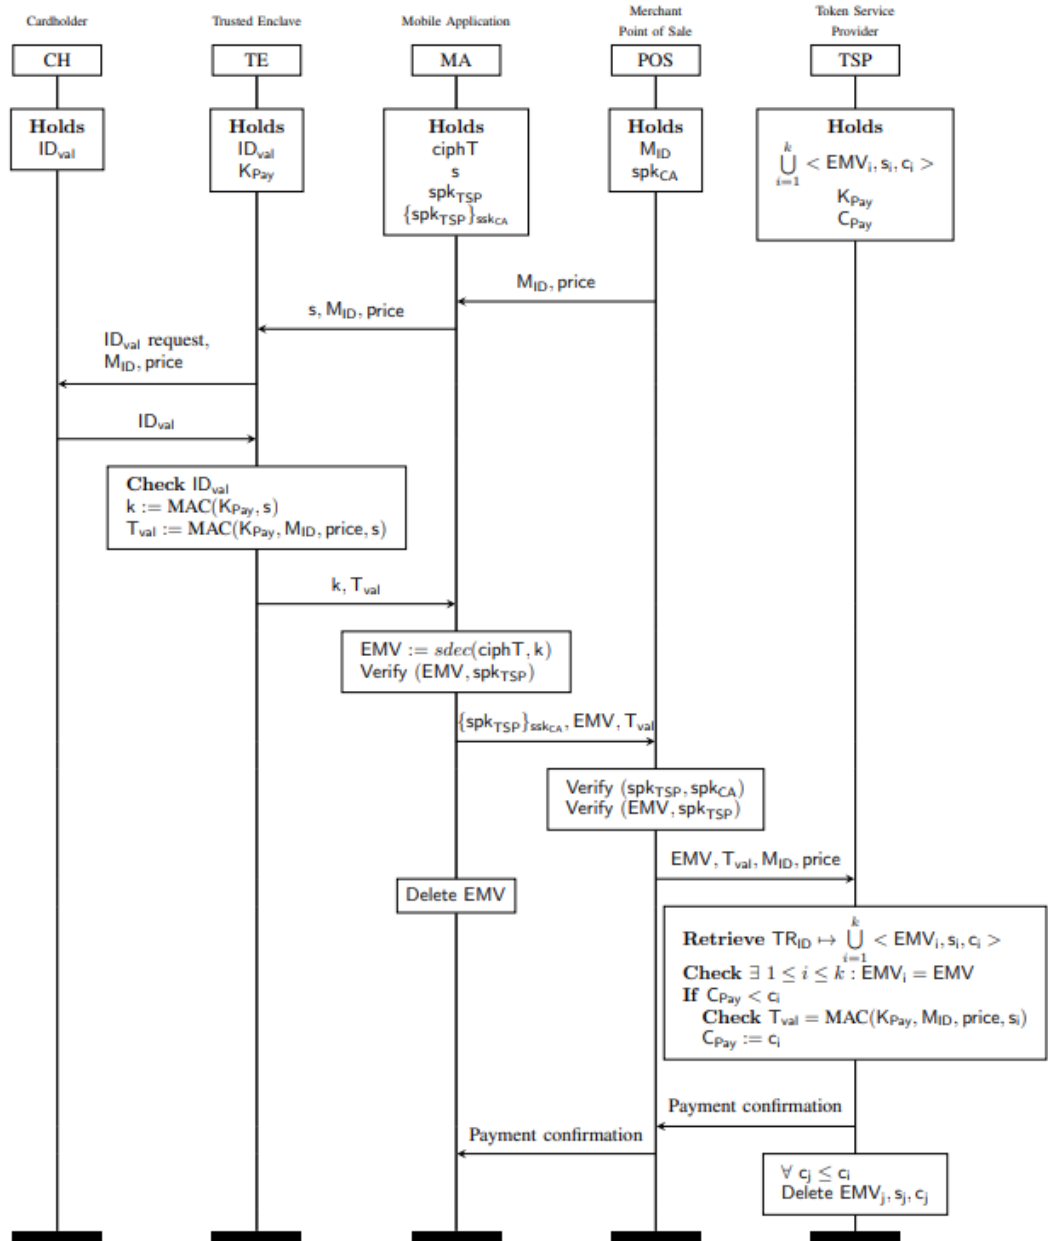 Cardholder
Trusted Enclave
Mobile Application
Merchant
Point of Sale
Token Service
Provider
CH
TE
MA
POS
TSP
Holds
ID_val
Holds
ID_val
K_Pay
Holds
ciphT
s
spk_TSP
{spk_TSP}_ssk_CA
Holds
M_ID
spk_CA
Holds
⋃_{i=1}^{k} < EMV_i, s_i, c_i >
K_Pay
C_Pay
M_ID, price
s, M_ID, price
ID_val request,
M_ID, price
ID_val
Check ID_val
k := MAC(K_Pay, s)
T_val := MAC(K_Pay, M_ID, price, s)
k, T_val
EMV := sdec(ciphT, k)
Verify (EMV, spk_TSP)
{spk_TSP}_ssk_CA, EMV, T_val
Verify (spk_TSP, spk_CA)
Verify (EMV, spk_TSP)
EMV, T_val, M_ID, price
Delete EMV
Retrieve TR_ID ↦ ⋃_{i=1}^{k} < EMV_i, s_i, c_i >
Check ∃ 1 ≤ i ≤ k : EMV_i = EMV
If C_Pay < c_i
Check T_val = MAC(K_Pay, M_ID, price, s_i)
C_Pay := c_i
Payment confirmation
Payment confirmation
∀ c_j ≤ c_i
Delete EMV_j, s_j, c_j